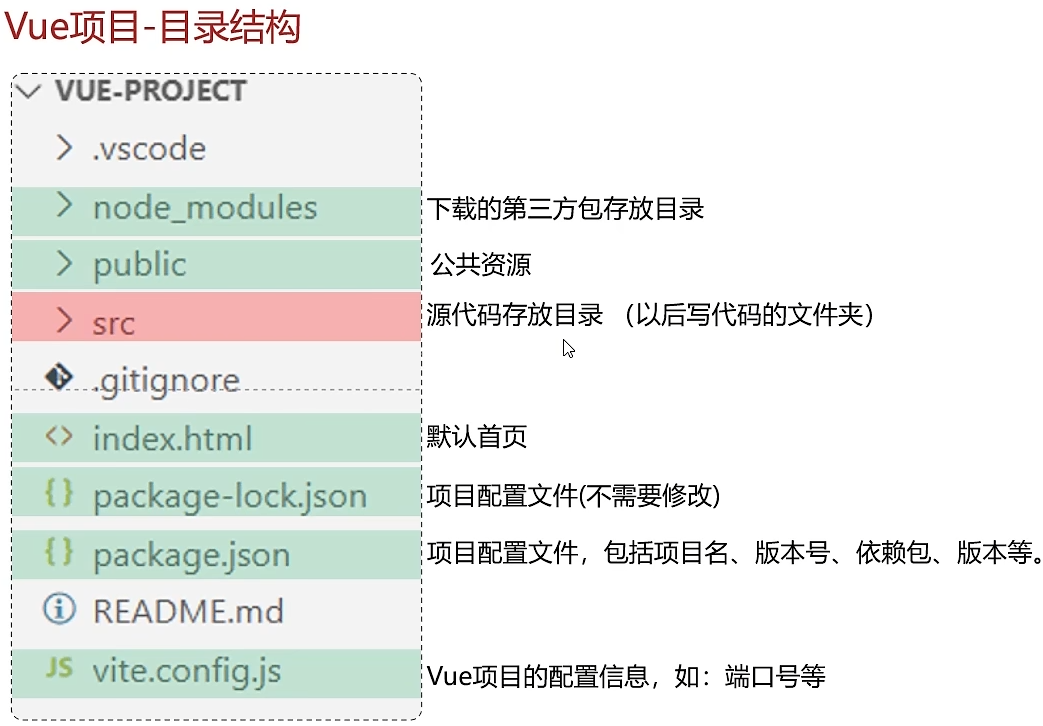 Vue项目-目录结构
VUE-PROJECT
.vscode
node_modules 下载的第三方包存放目录
public 公共资源
src 源代码存放目录 （以后写代码的文件夹）
.gitignore
<> index.html 默认首页
{} package-lock.json 项目配置文件(不需要修改)
{} package.json 项目配置文件，包括项目名、版本号、依赖包、版本等。
README.md
JS vite.config.js Vue项目的配置信息，如：端口号等